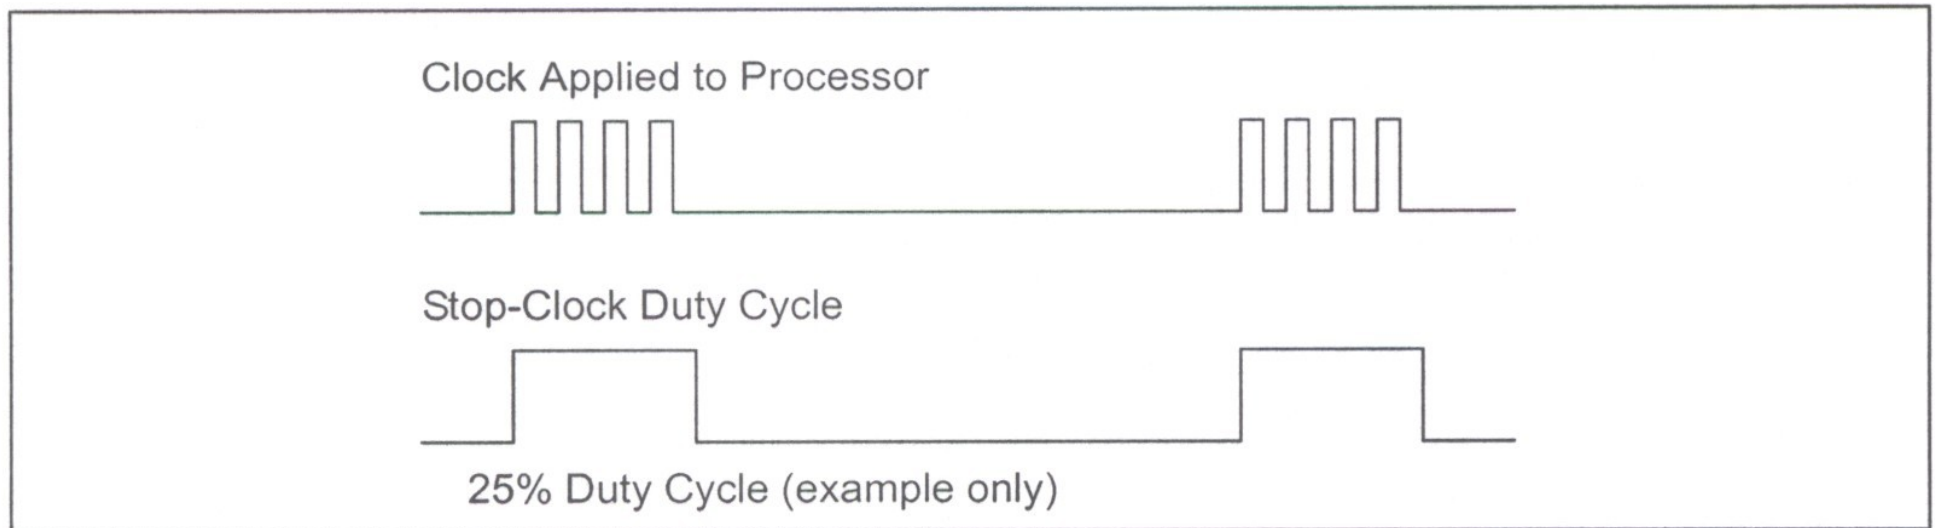 Clock Applied to Processor
Stop-Clock Duty Cycle
25% Duty Cycle (example only)